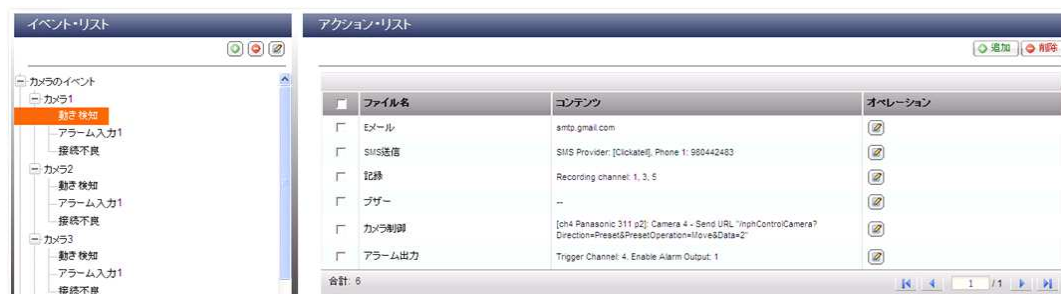 イベント・リスト
カメラのイベント
カメラ1
動き検知
アラーム入力1
接続不良
カメラ2
動き検知
アラーム入力1
接続不良
カメラ3
動き検知
アラーム入力1
接続不良
アクション・リスト
追加 削除
ファイル名 コンテンツ オペレーション
Eメール smtp.gmail.com
SMS送信 SMS Provider: [Clickatell], Phone 1: 980442483
記録 Recording channel: 1, 3, 5
ブザー --
カメラ制御 [ch4 Panasonic 311 p2]: Camera 4 - Send URL "/nphControlCamera?
Direction=Preset&PresetOperation=Move&Data=2"
アラーム出力 Trigger Channel: 4. Enable Alarm Output: 1
合計: 6 1 /1